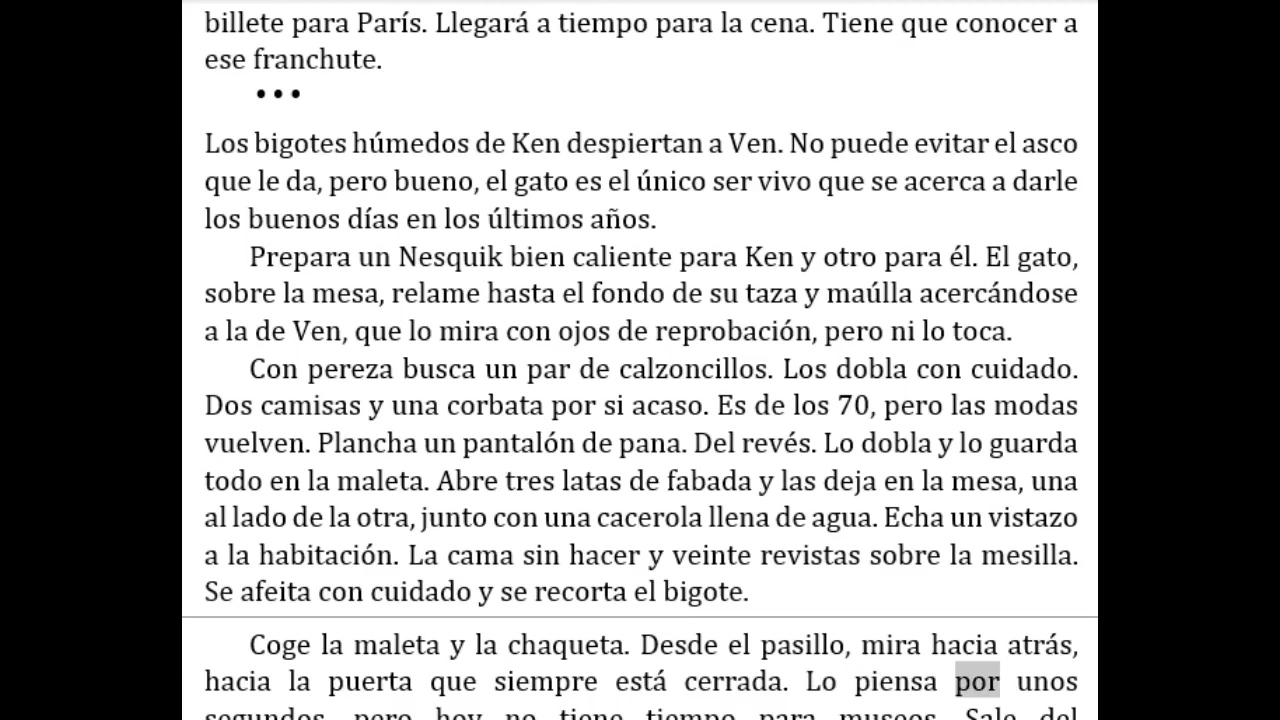 billete para París. Llegará a tiempo para la cena. Tiene que conocer a
ese franchute.
•••
Los bigotes húmedos de Ken despiertan a Ven. No puede evitar el asco
que le da, pero bueno, el gato es el único ser vivo que se acerca a darle
los buenos días en los últimos años.
Prepara un Nesquik bien caliente para Ken y otro para él. El gato,
sobre la mesa, relame hasta el fondo de su taza y maúlla acercándose
a la de Ven, que lo mira con ojos de reprobación, pero ni lo toca.
Con pereza busca un par de calzoncillos. Los dobla con cuidado.
Dos camisas y una corbata por si acaso. Es de los 70, pero las modas
vuelven. Plancha un pantalón de pana. Del revés. Lo dobla y lo guarda
todo en la maleta. Abre tres latas de fabada y las deja en la mesa, una
al lado de la otra, junto con una cacerola llena de agua. Echa un vistazo
a la habitación. La cama sin hacer y veinte revistas sobre la mesilla.
Se afeita con cuidado y se recorta el bigote.
Coge la maleta y la chaqueta. Desde el pasillo, mira hacia atrás,
hacia la puerta que siempre está cerrada. Lo piensa por unos
segundos, pero hoy no tiene tiempo para museos. Sale del